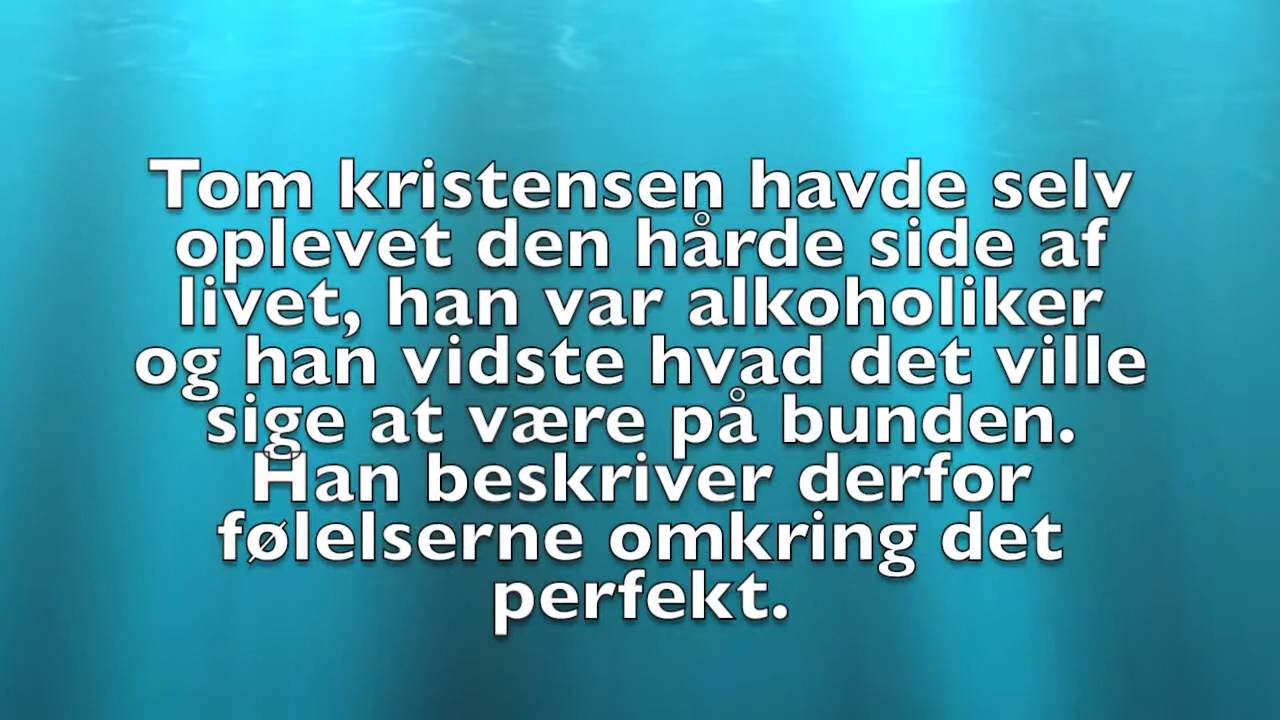 Tom kristensen havde selv
oplevet den hårde side af
livet, han var alkoholiker
og han vidste hvad det ville
sige at være på bunden.
Han beskriver derfor
følelserne omkring det
perfekt.